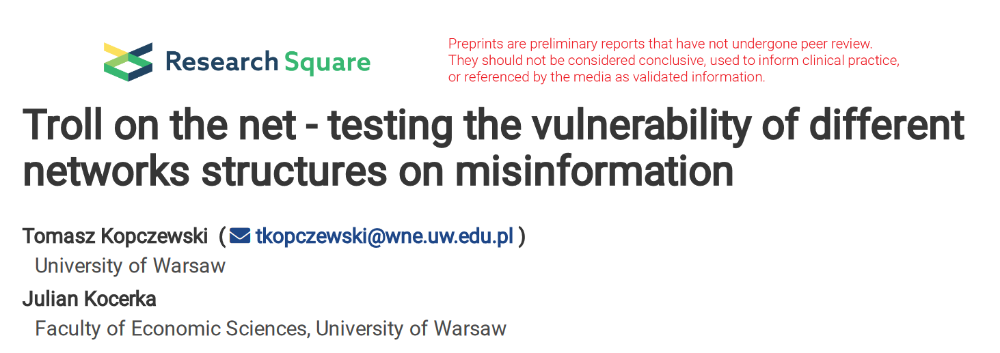 Research Square
Preprints are preliminary reports that have not undergone peer review.
They should not be considered conclusive, used to inform clinical practice,
or referenced by the media as validated information.
Troll on the net - testing the vulnerability of different
networks structures on misinformation
Tomasz Kopczewski ( tkopczewski@wne.uw.edu.pl )
University of Warsaw
Julian Kocerka
Faculty of Economic Sciences, University of Warsaw